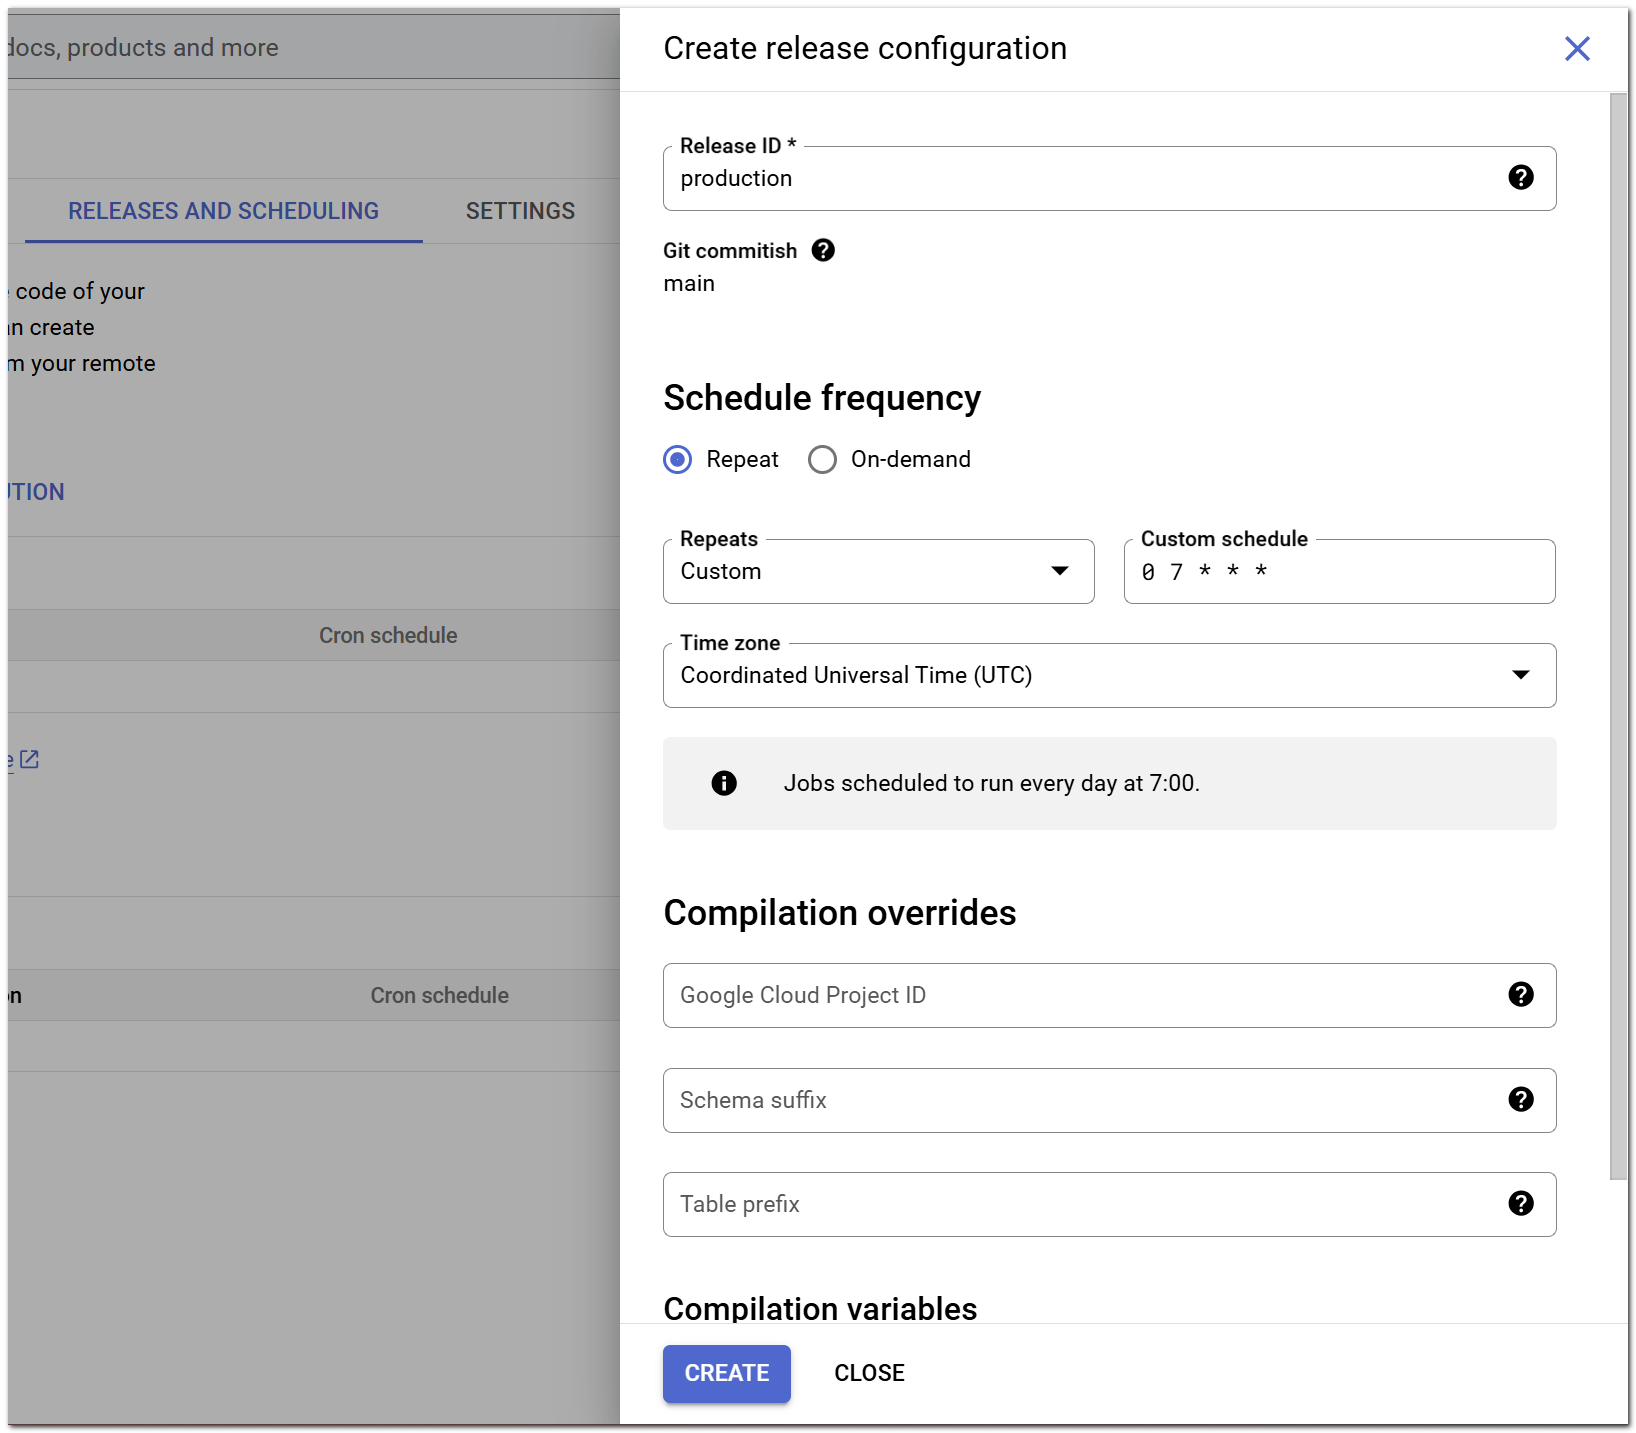 docs, products and more
RELEASES AND SCHEDULING
SETTINGS
code of your
create
your remote
Cron schedule
Cron schedule
Create release configuration
Release ID *
production
Git commitish
main
Schedule frequency
Repeat
On-demand
Repeats
Custom
Custom schedule
0 7 * * *
Time zone
Coordinated Universal Time (UTC)
Jobs scheduled to run every day at 7:00.
Compilation overrides
Google Cloud Project ID
Schema suffix
Table prefix
Compilation variables
CREATE
CLOSE